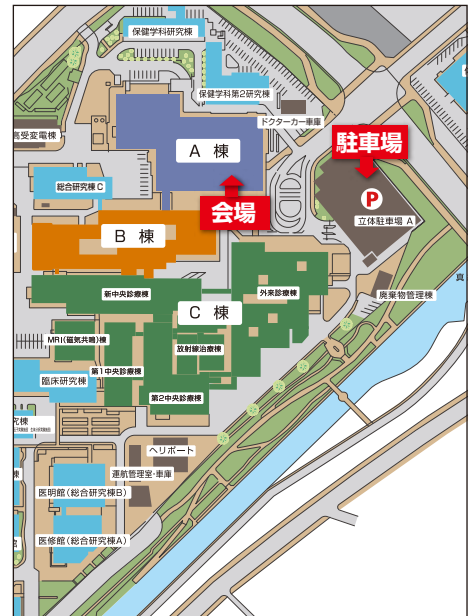 保健学科研究棟
保健学科第2研究棟
ドクターカー車庫
高受変電棟
A 棟
駐車場
P
立体駐車場 A
総合研究棟 C
会場
B 棟
新中央診療棟
外来診療棟
廃棄物管理棟
C 棟
MRI(磁気共鳴)棟
放射線治療棟
第1中央診療棟
臨床研究棟
第2中央診療棟
究棟
ヘリポート
運航管理室・車庫
医明館(総合研究棟B)
医修館(総合研究棟A)
棟
館
真